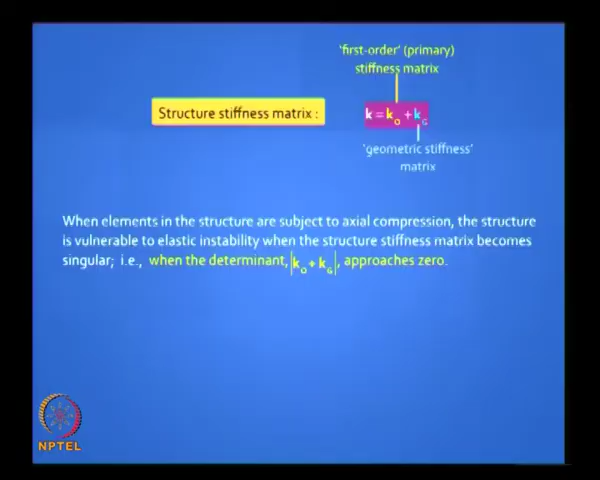 'first-order' (primary)
stiffness matrix
Structure stiffness matrix :
k = kO + kG
'geometric stiffness'
matrix
When elements in the structure are subject to axial compression, the structure
is vulnerable to elastic instability when the structure stiffness matrix becomes
singular; i.e., when the determinant, |kO + kG|, approaches zero.
NPTEL